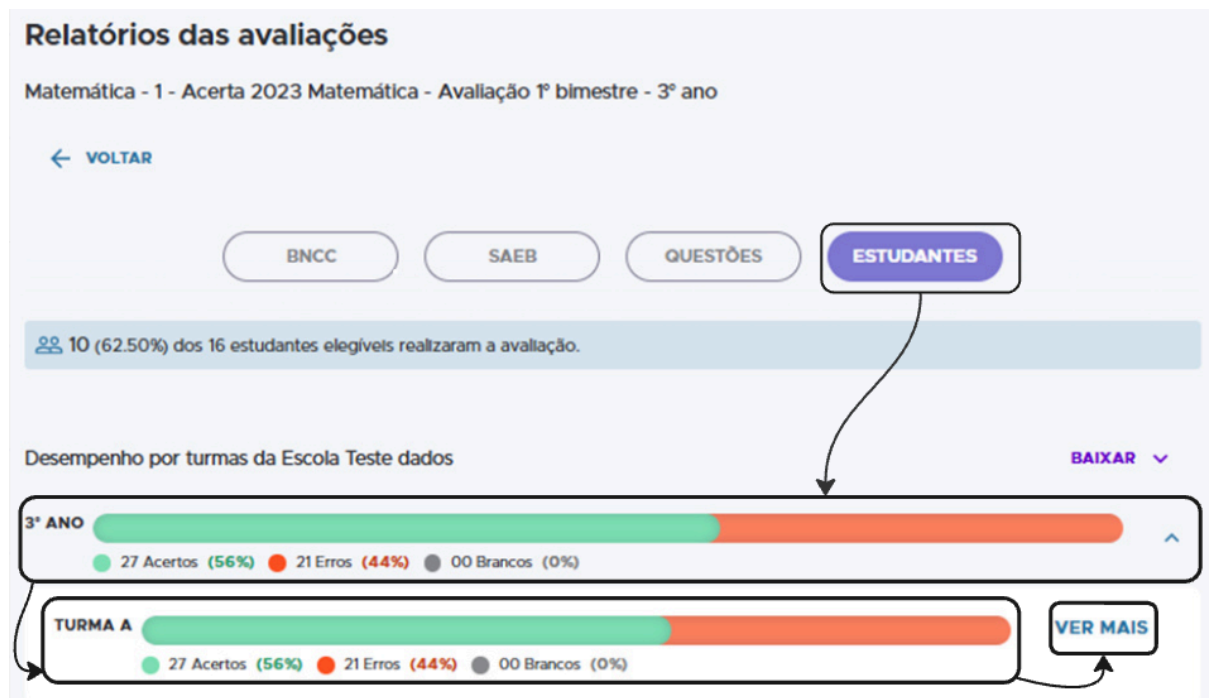 Relatórios das avaliações
Matemática - 1 - Acerta 2023 Matemática - Avaliação 1º bimestre - 3º ano
← VOLTAR
BNCC SAEB QUESTÕES ESTUDANTES
10 (62.50%) dos 16 estudantes elegíveis realizaram a avaliação.
Desempenho por turmas da Escola Teste dados BAIXAR
3º ANO
27 Acertos (56%) 21 Erros (44%) 00 Brancos (0%)
TURMA A VER MAIS
27 Acertos (56%) 21 Erros (44%) 00 Brancos (0%)